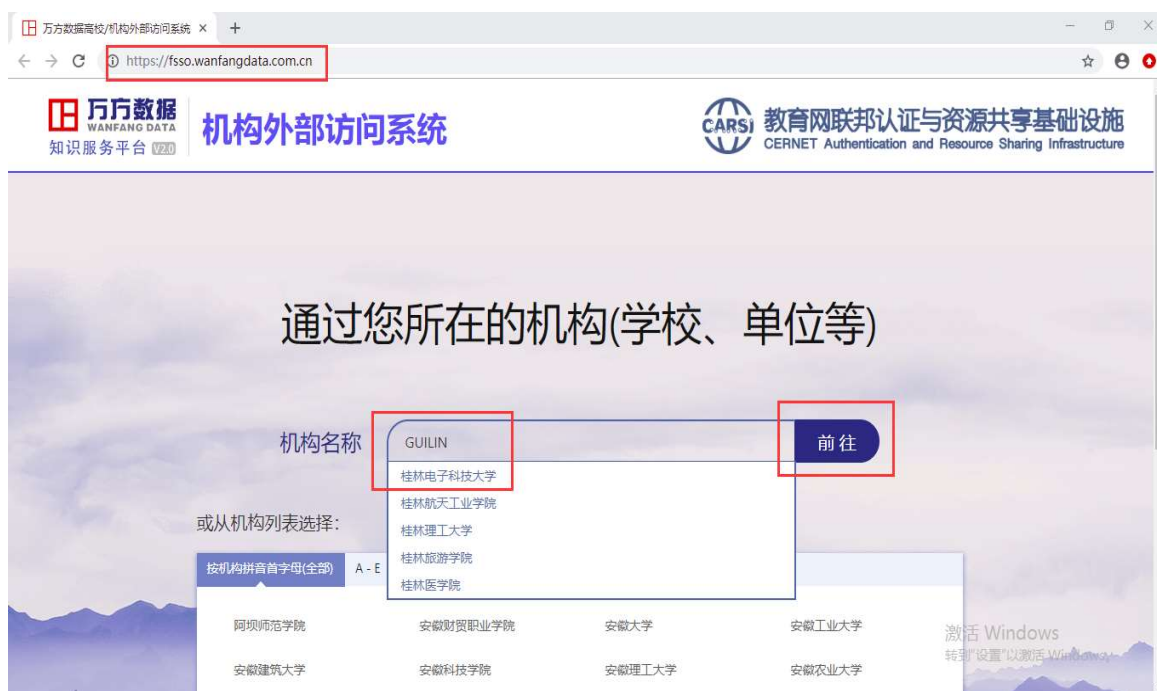 万方数据高校/机构外部访问系统
https://fsso.wanfangdata.com.cn
万方数据
WANFANG DATA
知识服务平台 V2.0
机构外部访问系统
CARSI
教育网联邦认证与资源共享基础设施
CERNET Authentication and Resource Sharing Infrastructure
通过您所在的机构(学校、单位等)
机构名称 GUILIN 前往
桂林电子科技大学
桂林航天工业学院
桂林理工大学
桂林旅游学院
桂林医学院
或从机构列表选择:
按机构拼音首字母(全部) A - E
阿坝师范学院 安徽财贸职业学院 安徽大学 安徽工业大学
安徽建筑大学 安徽科技学院 安徽理工大学 安徽农业大学
激活 Windows
转到"设置"以激活 Windows。